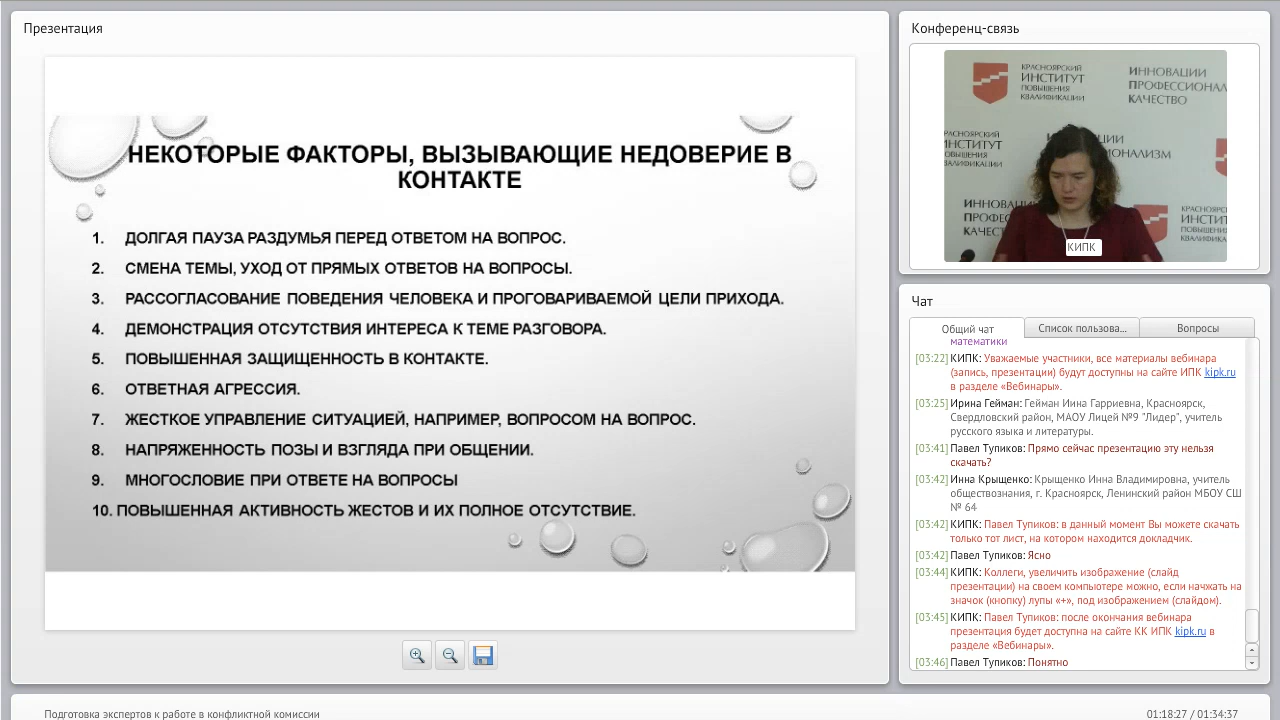 Презентация
НЕКОТОРЫЕ ФАКТОРЫ, ВЫЗЫВАЮЩИЕ НЕДОВЕРИЕ В
КОНТАКТЕ
1. ДОЛГАЯ ПАУЗА РАЗДУМЬЯ ПЕРЕД ОТВЕТОМ НА ВОПРОС.
2. СМЕНА ТЕМЫ, УХОД ОТ ПРЯМЫХ ОТВЕТОВ НА ВОПРОСЫ.
3. РАССОГЛАСОВАНИЕ ПОВЕДЕНИЯ ЧЕЛОВЕКА И ПРОГОВАРИВАЕМОЙ ЦЕЛИ ПРИХОДА.
4. ДЕМОНСТРАЦИЯ ОТСУТСТВИЯ ИНТЕРЕСА К ТЕМЕ РАЗГОВОРА.
5. ПОВЫШЕННАЯ ЗАЩИЩЕННОСТЬ В КОНТАКТЕ.
6. ОТВЕТНАЯ АГРЕССИЯ.
7. ЖЕСТКОЕ УПРАВЛЕНИЕ СИТУАЦИЕЙ, НАПРИМЕР, ВОПРОСОМ НА ВОПРОС.
8. НАПРЯЖЕННОСТЬ ПОЗЫ И ВЗГЛЯДА ПРИ ОБЩЕНИИ.
9. МНОГОСЛОВИЕ ПРИ ОТВЕТЕ НА ВОПРОСЫ
10. ПОВЫШЕННАЯ АКТИВНОСТЬ ЖЕСТОВ И ИХ ПОЛНОЕ ОТСУТСТВИЕ.
Конференц-связь
КРАСНОЯРСКИЙ
ИНСТИТУТ
ПОВЫШЕНИЯ
КВАЛИФИКАЦИИ
ИННОВАЦИИ
ПРОФЕССИОНАЛ
КАЧЕСТВО
КИПК
Чат
Общий чат
Список пользова...
Вопросы
математики
[03:22] КИПК: Уважаемые участники, все материалы вебинара
(запись, презентации) будут доступны на сайте ИПК kipk.ru
в разделе «Вебинары».
[03:25] Ирина Гейман: Гейман Иина Гарриевна, Красноярск,
Свердловский район, МАОУ Лицей №9 "Лидер", учитель
русского языка и литературы.
[03:41] Павел Тупиков: Прямо сейчас презентацию эту нельзя
скачать?
[03:42] Инна Крыщенко: Крыщенко Инна Владимировна, учитель
обществознания, г. Красноярск, Ленинский район МБОУ СШ
№ 64
[03:42] КИПК: Павел Тупиков: в данный момент Вы можете скачать
только тот лист, на котором находится докладчик.
[03:42] Павел Тупиков: Ясно
[03:44] КИПК: Коллеги, увеличить изображение (слайд
презентации) на своем компьютере можно, если начжать на
значок (кнопку) лупы «+», под изображением (слайдом).
[03:45] КИПК: Павел Тупиков: после окончания вебинара
презентация будет доступна на сайте КК ИПК kipk.ru в
разделе «Вебинары».
[03:46] Павел Тупиков: Понятно
Подготовка экспертов к работе в конфликтной комиссии
01:18:27 / 01:34:37